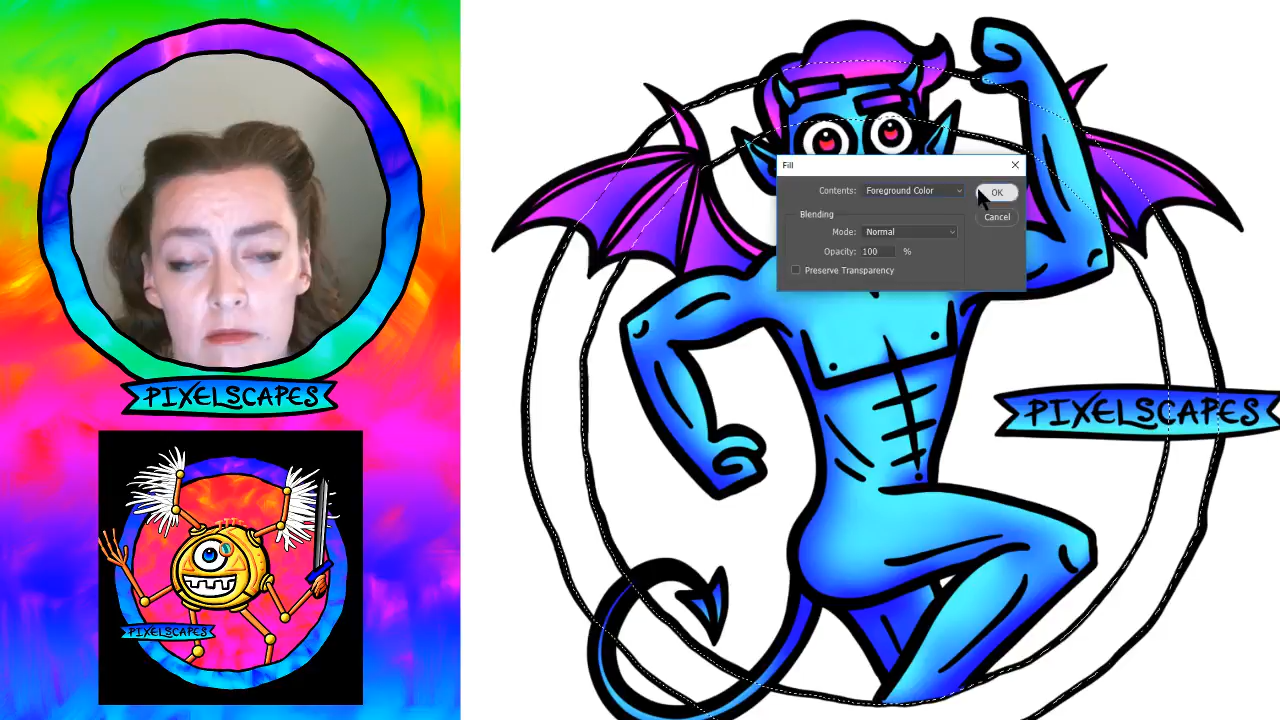 PIXELSCAPES
PIXELSCAPES
Fill
Contents: Foreground Color
OK
Cancel
Blending
Mode: Normal
Opacity: 100 %
Preserve Transparency
PIXELSCAPES